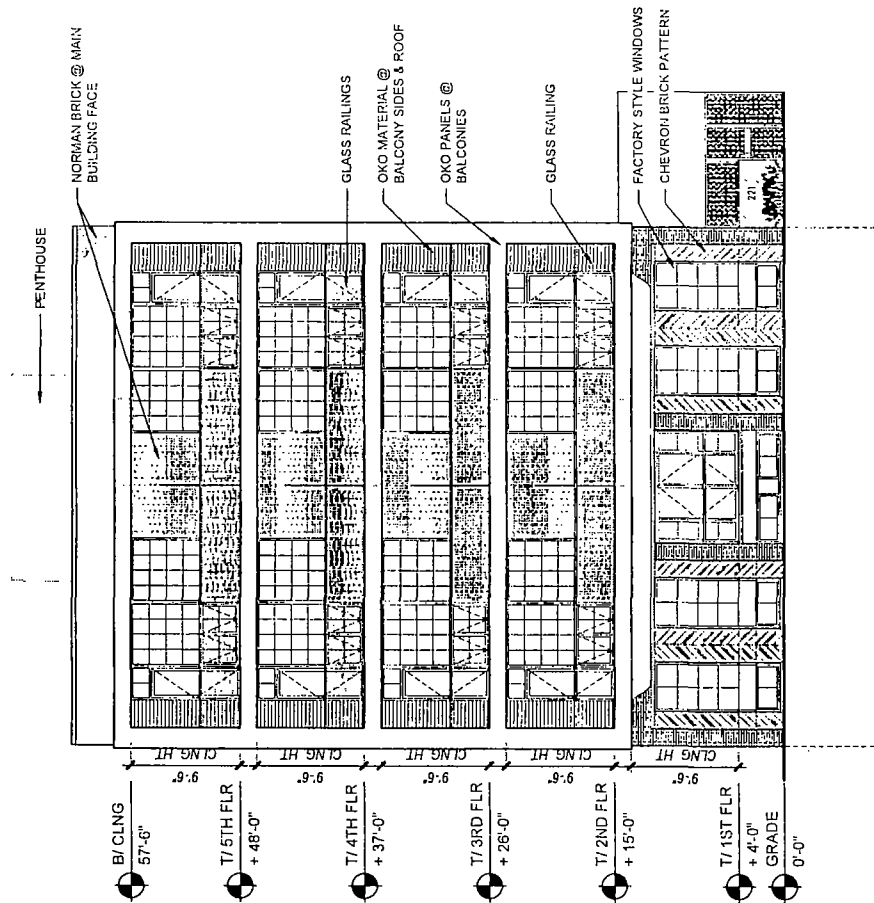 PENTHOUSE
NORMAN BRICK @ MAIN
BUILDING FACE
GLASS RAILINGS
OKO MATERIAL @
BALCONY SIDES & ROOF
OKO PANELS @
BALCONIES
GLASS RAILING
FACTORY STYLE WINDOWS
CHEVRON BRICK PATTERN
221
B/ CLNG
57'-6"
T/ 5TH FLR
+ 48'-0"
T/ 4TH FLR
+ 37'-0"
T/ 3RD FLR
+ 26'-0"
T/ 2ND FLR
+ 15'-0"
T/ 1ST FLR
+ 4'-0"
GRADE
0'-0"
9'-6"
CLNG HT
9'-6"
CLNG HT
9'-6"
CLNG HT
9'-6"
CLNG HT
9'-6"
CLNG HT